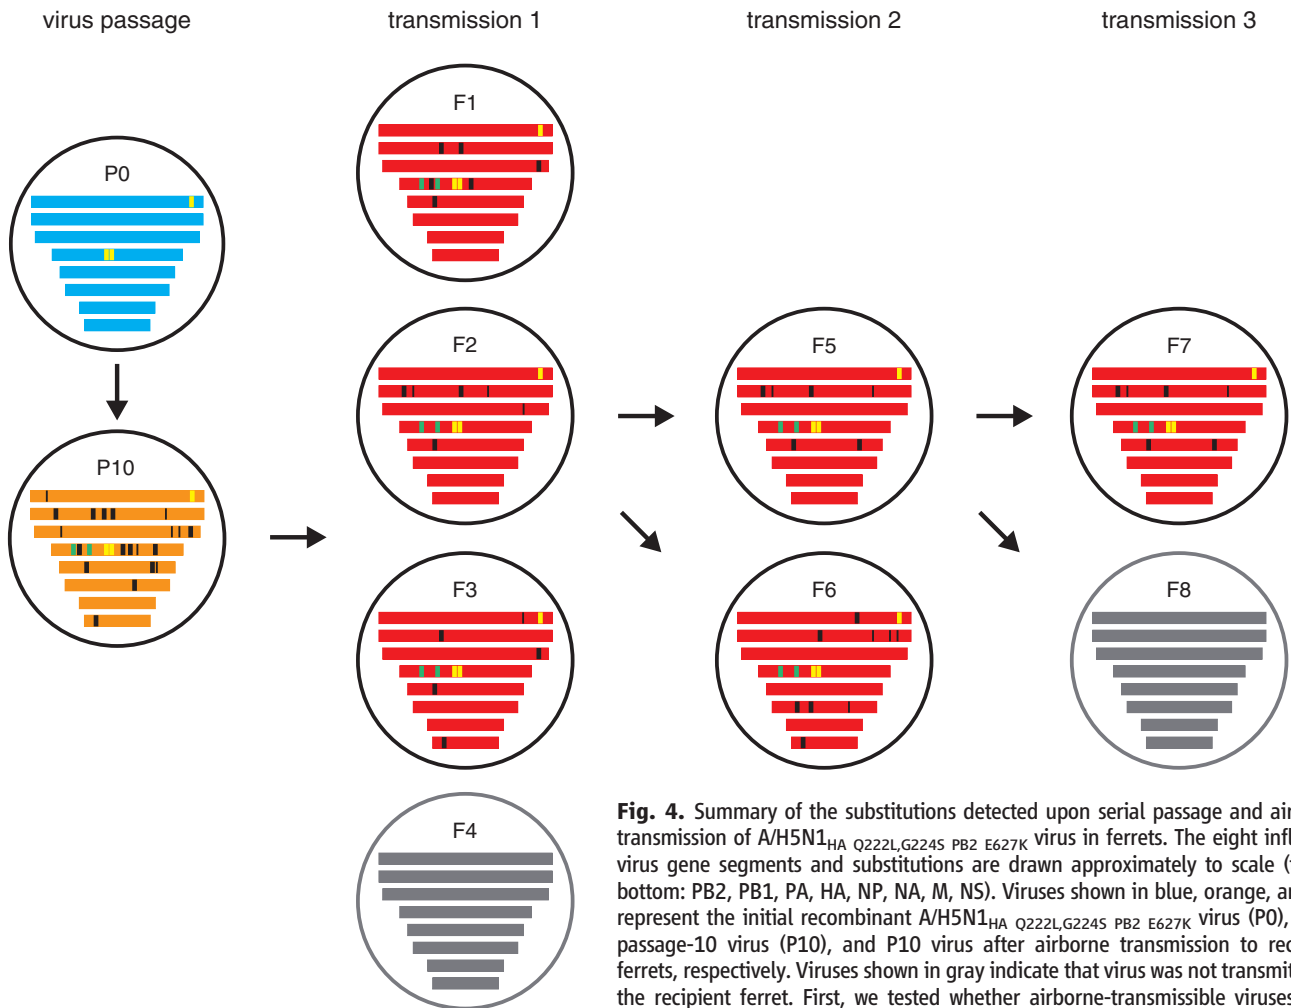 virus passage
transmission 1
transmission 2
transmission 3
F1
P0
F2
F5
F7
P10
F3
F6
F8
F4
Fig. 4. Summary of the substitutions detected upon serial passage and
transmission of A/H5N1HA Q222L,G224S PB2 E627K virus in ferrets. The eight
virus gene segments and substitutions are drawn approximately to scale
bottom: PB2, PB1, PA, HA, NP, NA, M, NS). Viruses shown in blue, orange,
represent the initial recombinant A/H5N1HA Q222L,G224S PB2 E627K virus (P0),
passage-10 virus (P10), and P10 virus after airborne transmission to
ferrets, respectively. Viruses shown in gray indicate that virus was not
the recipient ferret. First, we tested whether airborne-transmissible viruses